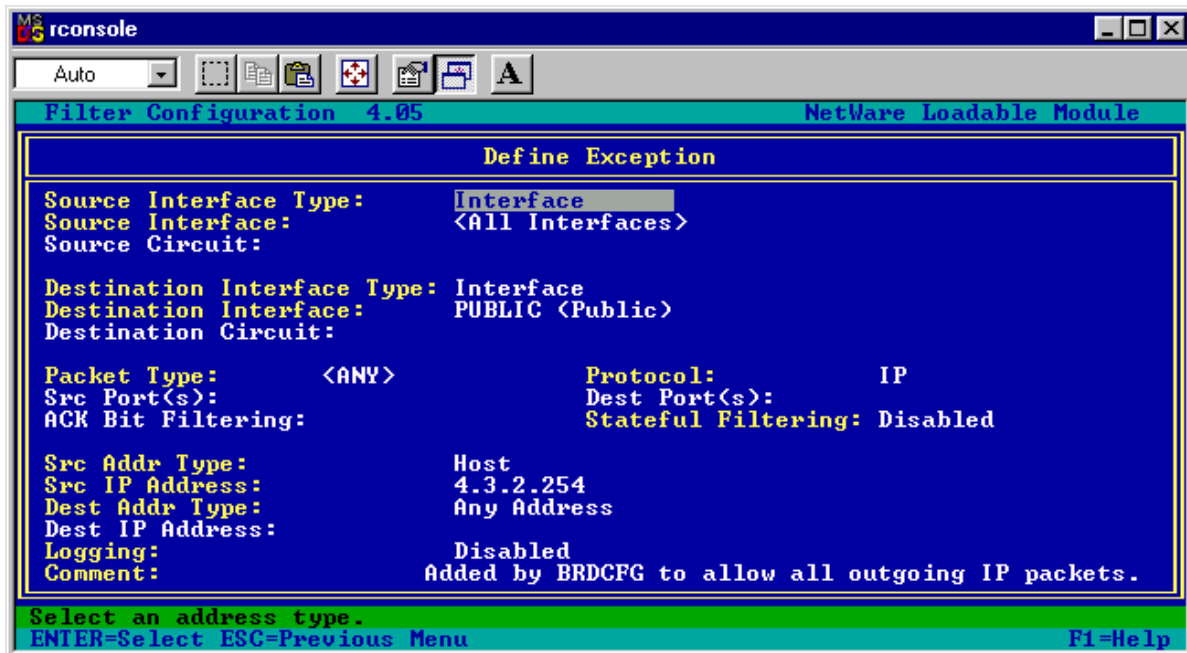 MS DOS rconsole
Auto A
Filter Configuration 4.05 NetWare Loadable Module
Define Exception
Source Interface Type: Interface
Source Interface: <All Interfaces>
Source Circuit:
Destination Interface Type: Interface
Destination Interface: PUBLIC (Public)
Destination Circuit:
Packet Type: <ANY> Protocol: IP
Src Port(s): Dest Port(s):
ACK Bit Filtering: Stateful Filtering: Disabled
Src Addr Type: Host
Src IP Address: 4.3.2.254
Dest Addr Type: Any Address
Dest IP Address:
Logging: Disabled
Comment: Added by BRDCFG to allow all outgoing IP packets.
Select an address type.
ENTER=Select ESC=Previous Menu F1=Help